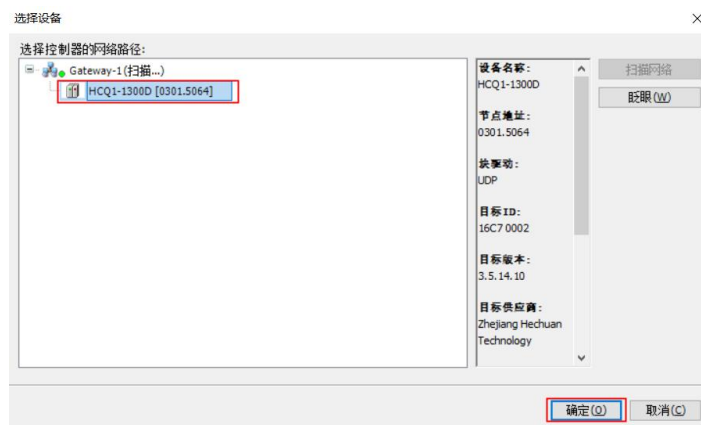 选择设备
选择控制器的网络路径:
Gateway-1(扫描...)
HCQ1-1300D [0301.5064]
设备名称:
HCQ1-1300D
节点地址:
0301.5064
块驱动:
UDP
目标ID:
16C7 0002
目标版本:
3.5.14.10
目标供应商:
Zhejiang Hechuan
Technology
扫描网络
眨眼(W)
确定(O)
取消(C)